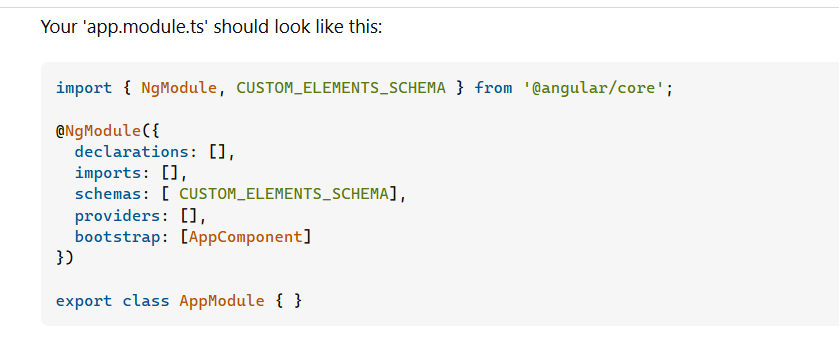 Your 'app.module.ts' should look like this:
import { NgModule, CUSTOM_ELEMENTS_SCHEMA } from '@angular/core';
@NgModule({
  declarations: [],
  imports: [],
  schemas: [ CUSTOM_ELEMENTS_SCHEMA],
  providers: [],
  bootstrap: [AppComponent]
})
export class AppModule { }